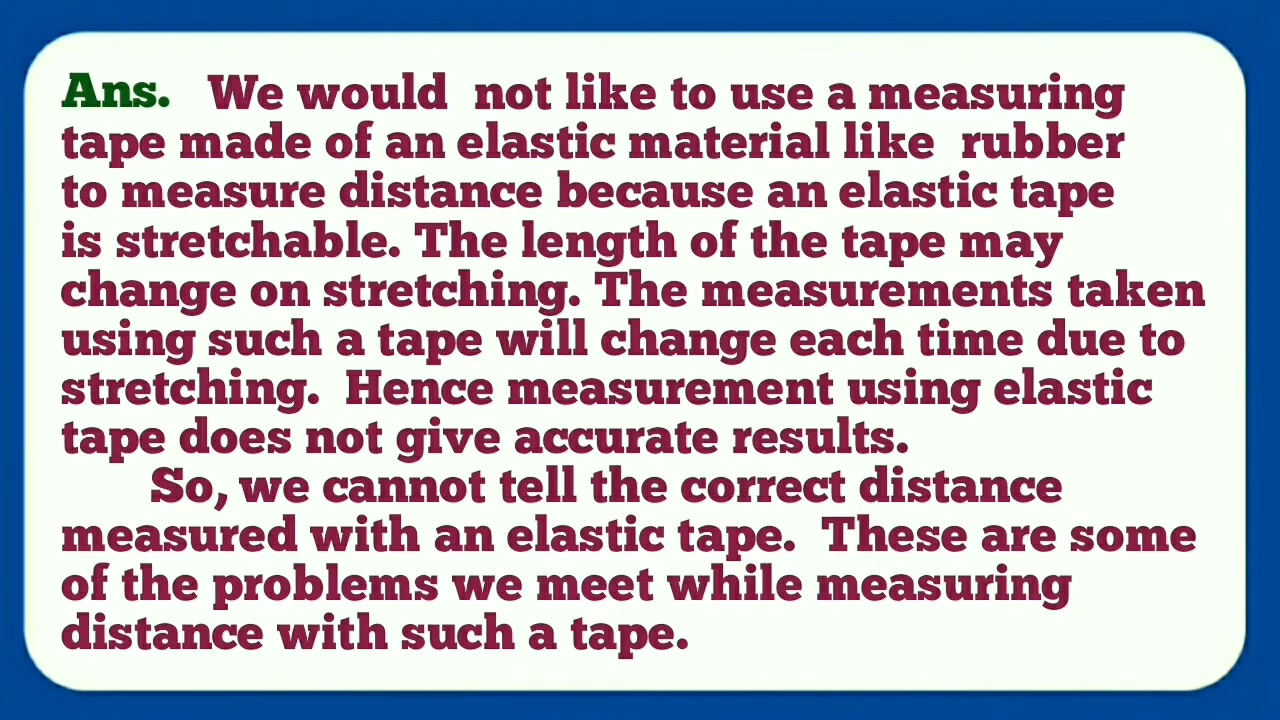 Ans. We would not like to use a measuring
tape made of an elastic material like rubber
to measure distance because an elastic tape
is stretchable. The length of the tape may
change on stretching. The measurements taken
using such a tape will change each time due to
stretching. Hence measurement using elastic
tape does not give accurate results.
So, we cannot tell the correct distance
measured with an elastic tape. These are some
of the problems we meet while measuring
distance with such a tape.